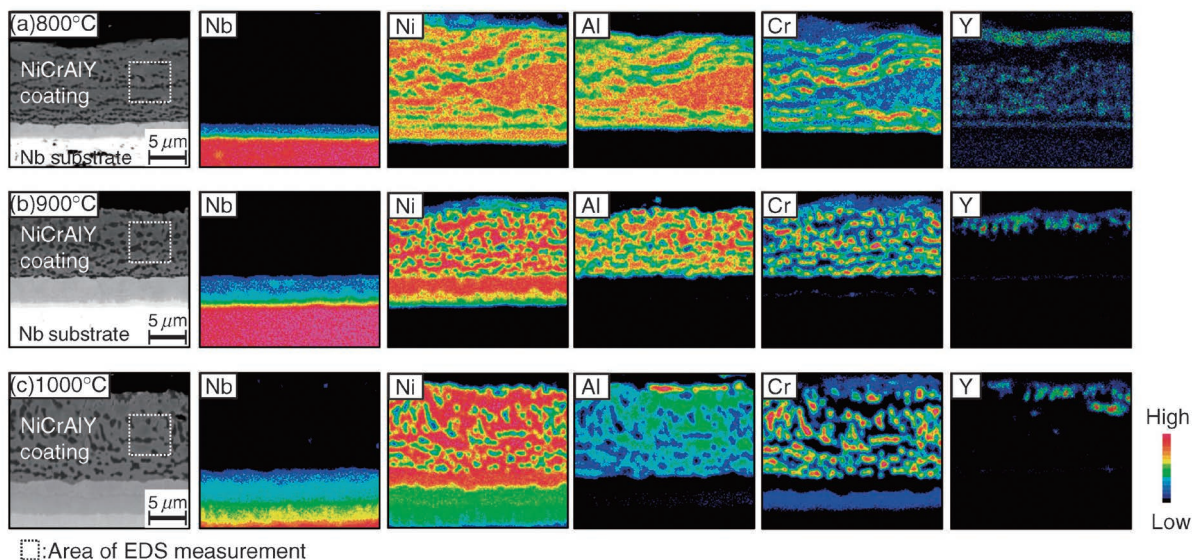 (a)800°C Nb Ni Al Cr Y
NiCrAlY
coating
5 μm
Nb substrate
(b)900°C Nb Ni Al Cr Y
NiCrAlY
coating
5 μm
Nb substrate
(c)1000°C Nb Ni Al Cr Y
NiCrAlY
coating
5 μm
High
Low
:Area of EDS measurement